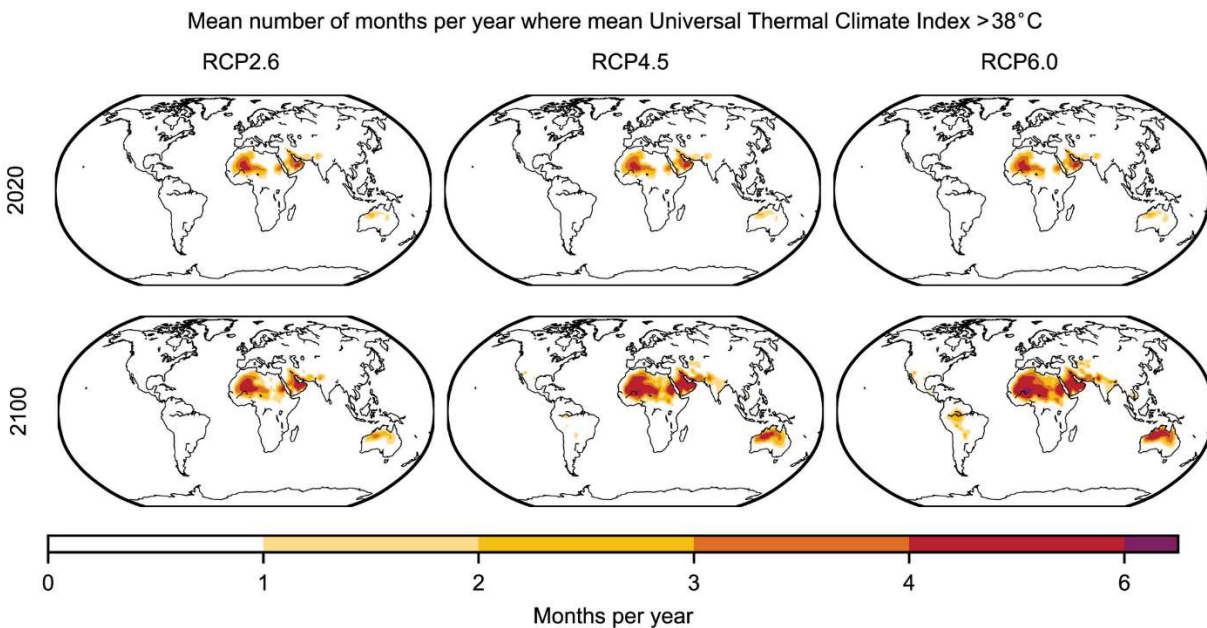 Mean number of months per year where mean Universal Thermal Climate Index >38°C
RCP2.6 RCP4.5 RCP6.0
2020
2100
0 1 2 3 4 6
Months per year